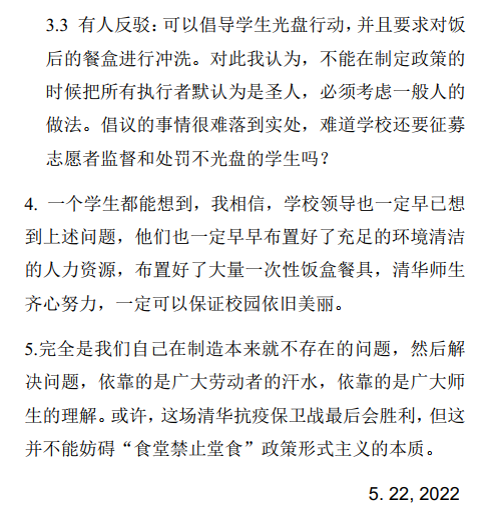 3.3 有人反驳：可以倡导学生光盘行动，并且要求对饭
后的餐盒进行冲洗。对此我认为，不能在制定政策的
时候把所有执行者默认为是圣人，必须考虑一般人的
做法。倡议的事情很难落到实处，难道学校还要征募
志愿者监督和处罚不光盘的学生吗？
4. 一个学生都能想到，我相信，学校领导也一定早已想
到上述问题，他们也一定早早布置好了充足的环境清洁
的人力资源，布置好了大量一次性饭盒餐具，清华师生
齐心努力，一定可以保证校园依旧美丽。
5.完全是我们自己在制造本来就不存在的问题，然后解
决问题，依靠的是广大劳动者的汗水，依靠的是广大师
生的理解。或许，这场清华抗疫保卫战最后会胜利，但这
并不能妨碍“食堂禁止堂食”政策形式主义的本质。
5. 22, 2022